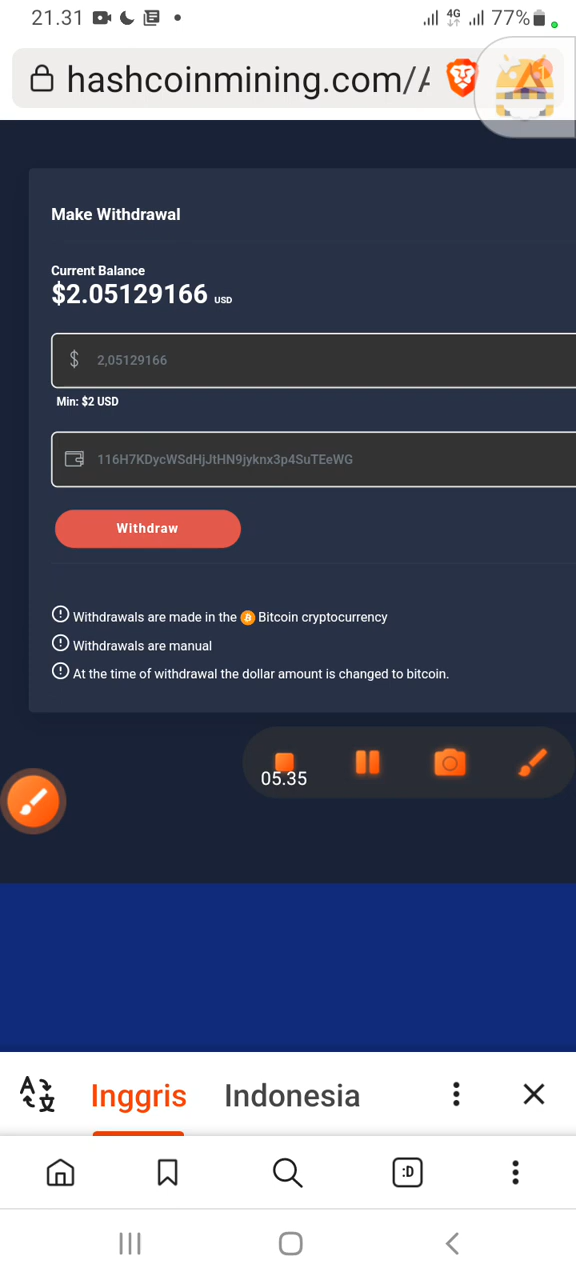 21.31
4G
77%
hashcoinmining.com/
Make Withdrawal
Current Balance
$2.05129166 USD
$ 2,05129166
Min: $2 USD
116H7KDycWSdHjJtHN9jyknx3p4SuTEeWG
Withdraw
Withdrawals are made in the Bitcoin cryptocurrency
Withdrawals are manual
At the time of withdrawal the dollar amount is changed to bitcoin.
05.35
Inggris Indonesia
:D